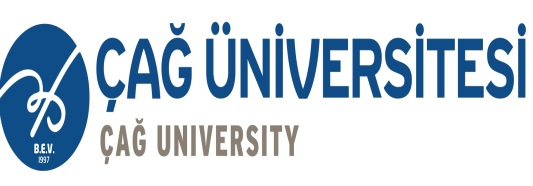 ÇAĞ ÜNİVERSİTESİ
ÇAĞ UNIVERSITY
B.E.V.
1997